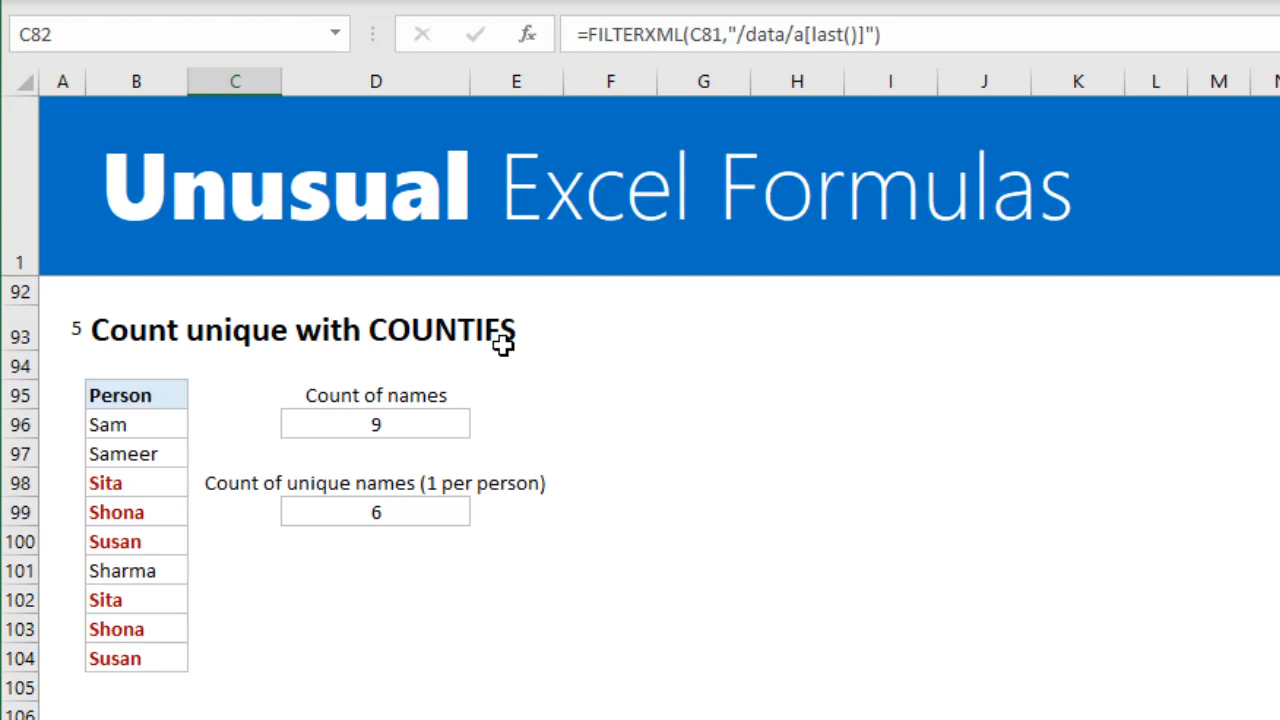 C82 fx =FILTERXML(C81,"/data/a[last()]")
A B C D E F G H I J K L M N
1 Unusual Excel Formulas
92
93 5 Count unique with COUNTIFS
94
95 Person Count of names
96 Sam 9
97 Sameer
98 Sita Count of unique names (1 per person)
99 Shona 6
100 Susan
101 Sharma
102 Sita
103 Shona
104 Susan
105
106